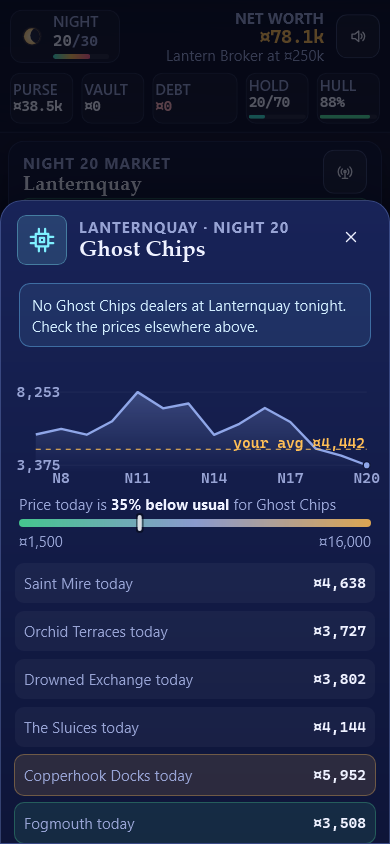 NIGHT
20/30
NET WORTH
¤78.1k
Lantern Broker at ¤250k
PURSE
¤38.5k
VAULT
¤0
DEBT
¤0
HOLD
20/70
HULL
88%
NIGHT 20 MARKET
Lanternquay
LANTERNQUAY · NIGHT 20
Ghost Chips
No Ghost Chips dealers at Lanternquay tonight.
Check the prices elsewhere above.
8,253
your avg ¤4,442
3,375
N8 N11 N14 N17 N20
Price today is 35% below usual for Ghost Chips
¤1,500 ¤16,000
Saint Mire today ¤4,638
Orchid Terraces today ¤3,727
Drowned Exchange today ¤3,802
The Sluices today ¤4,144
Copperhook Docks today ¤5,952
Fogmouth today ¤3,508